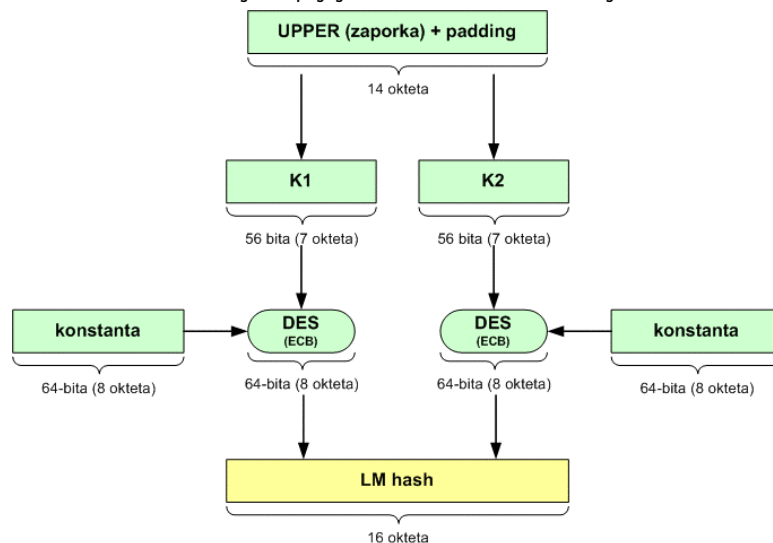 UPPER (zaporka) + padding
14 okteta
K1 K2
56 bita (7 okteta) 56 bita (7 okteta)
konstanta DES DES konstanta
(ECB) (ECB)
64-bita (8 okteta) 64-bita (8 okteta) 64-bita (8 okteta) 64-bita (8 okteta)
LM hash
16 okteta